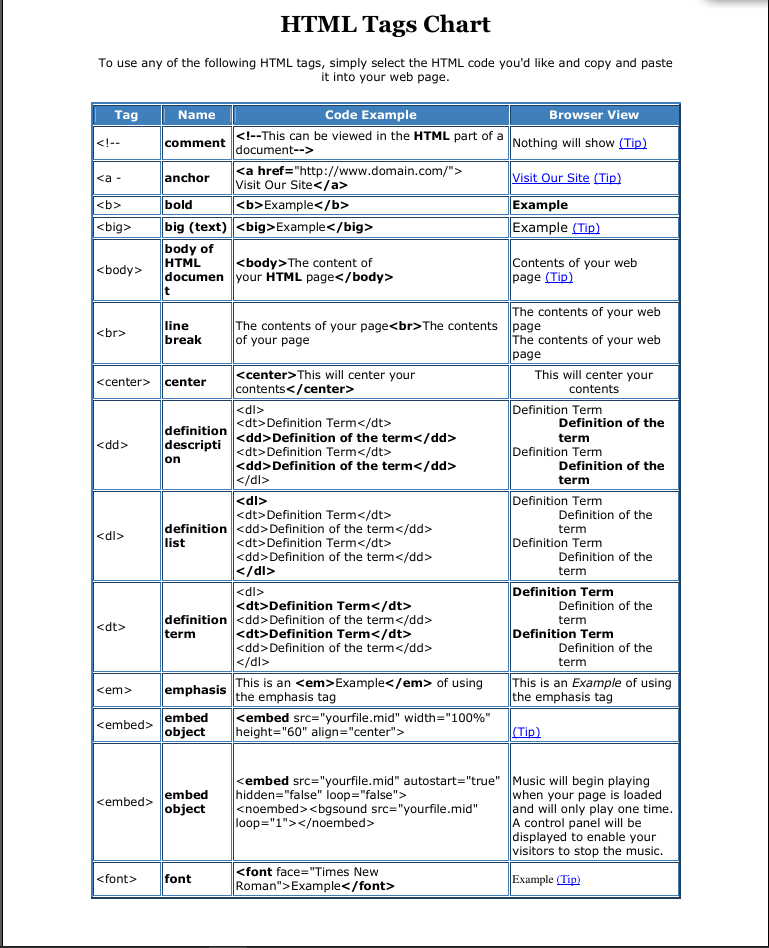 HTML Tags Chart
To use any of the following HTML tags, simply select the HTML code you'd like and copy and paste
it into your web page.
Tag Name Code Example Browser View
<!-- comment <!--This can be viewed in the HTML part of a
document--> Nothing will show (Tip)
<a - anchor <a href="http://www.domain.com/">
Visit Our Site</a> Visit Our Site (Tip)
<b> bold <b>Example</b> Example
<big> big (text) <big>Example</big> Example (Tip)
<body>
body of
HTML
documen
t
<body>The content of
your HTML page</body>
Contents of your web
page (Tip)
<br>
line
break
The contents of your page<br>The contents
of your page
The contents of your web
page
The contents of your web
page
<center> center
<center>This will center your
contents</center>
This will center your
contents
<dd>
definition
descripti
on
<dl>
<dt>Definition Term</dt>
<dd>Definition of the term</dd>
<dt>Definition Term</dt>
<dd>Definition of the term</dd>
</dl>
Definition Term
Definition of the
term
Definition Term
Definition of the
term
<dl>
definition
list
<dl>
<dt>Definition Term</dt>
<dd>Definition of the term</dd>
<dt>Definition Term</dt>
<dd>Definition of the term</dd>
</dl>
Definition Term
Definition of the
term
Definition Term
Definition of the
term
<dt>
definition
term
<dl>
<dt>Definition Term</dt>
<dd>Definition of the term</dd>
<dt>Definition Term</dt>
<dd>Definition of the term</dd>
</dl>
Definition Term
Definition of the
term
Definition Term
Definition of the
term
<em> emphasis
This is an <em>Example</em> of using
the emphasis tag
This is an Example of using
the emphasis tag
<embed>
embed
object
<embed src="yourfile.mid" width="100%"
height="60" align="center">
(Tip)
<embed>
embed
object
<embed src="yourfile.mid" autostart="true"
hidden="false" loop="false">
<noembed><bgsound src="yourfile.mid"
loop="1"></noembed>
Music will begin playing
when your page is loaded
and will only play one time.
A control panel will be
displayed to enable your
visitors to stop the music.
<font> font
<font face="Times New
Roman">Example</font>
Example (Tip)